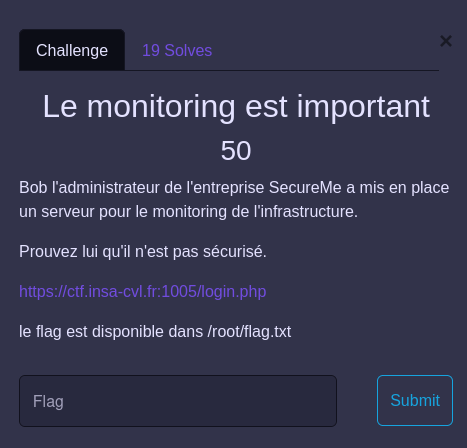 Challenge
19 Solves
×
Le monitoring est important
50
Bob l'administrateur de l'entreprise SecureMe a mis en place
un serveur pour le monitoring de l'infrastructure.
Prouvez lui qu'il n'est pas sécurisé.
https://ctf.insa-cvl.fr:1005/login.php
le flag est disponible dans /root/flag.txt
Flag
Submit